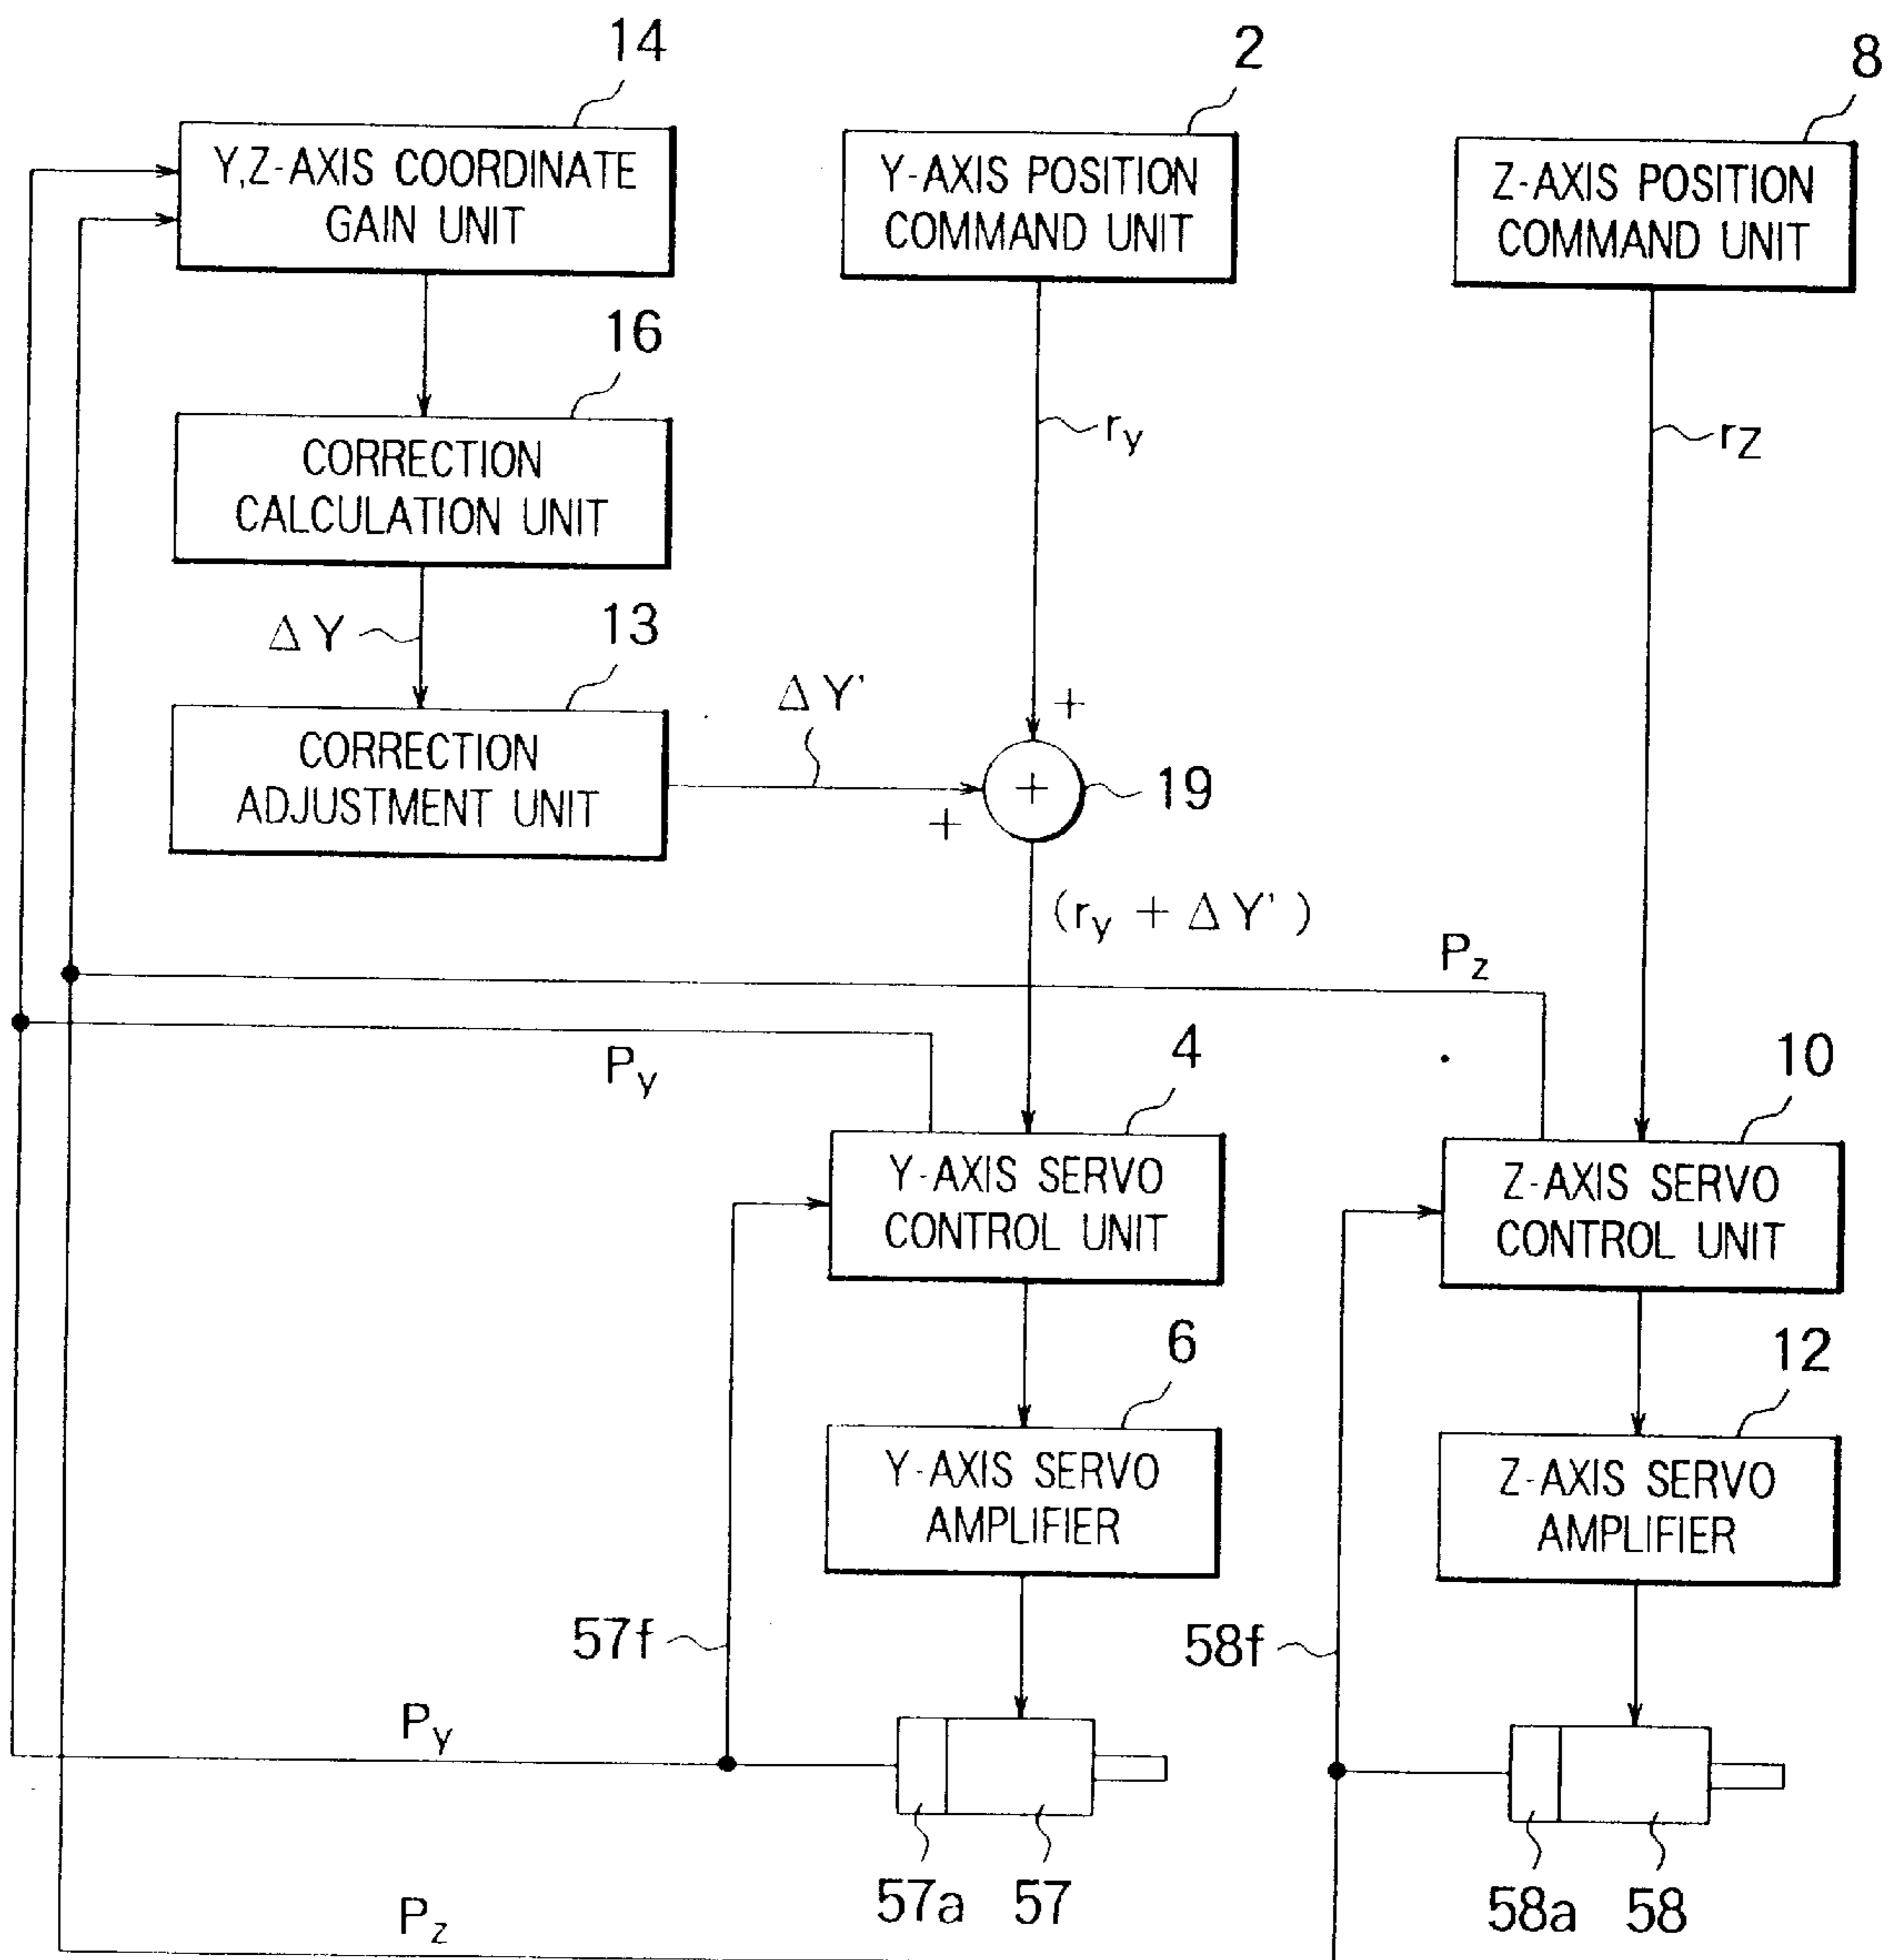 14
2
8
Y,Z-AXIS COORDINATE
GAIN UNIT
Y-AXIS POSITION
COMMAND UNIT
Z-AXIS POSITION
COMMAND UNIT
16
CORRECTION
CALCULATION UNIT
ry
rZ
ΔY
13
CORRECTION
ADJUSTMENT UNIT
ΔY'
+
+
+
19
(ry + ΔY')
Pz
Py
4
10
Y-AXIS SERVO
CONTROL UNIT
Z-AXIS SERVO
CONTROL UNIT
6
12
Y-AXIS SERVO
AMPLIFIER
Z-AXIS SERVO
AMPLIFIER
57f
58f
Py
57a
57
58a
58
Pz